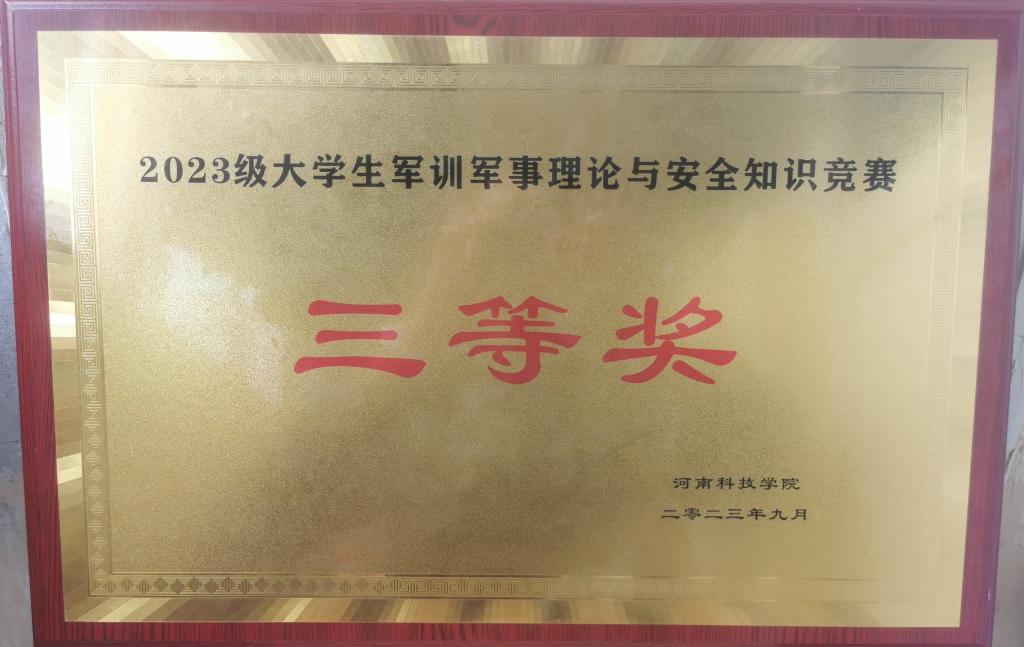 2023级大学生军训军事理论与安全知识竞赛
三等奖
河南科技学院
二零二三年九月